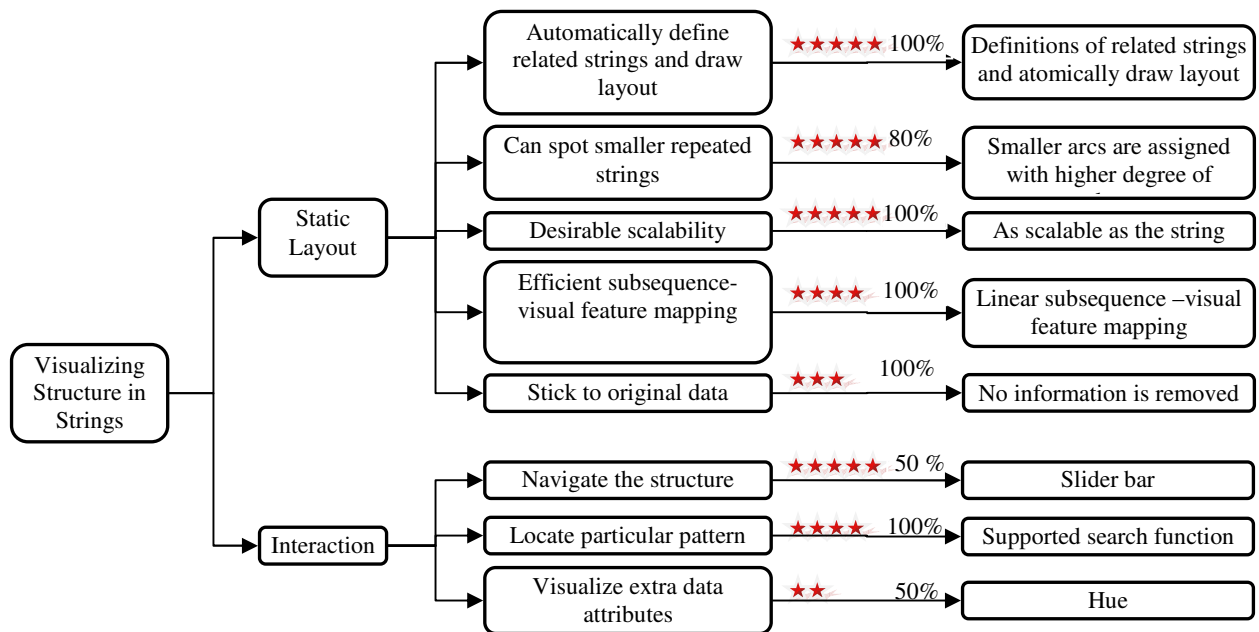 Visualizing
Structure in
Strings
Static
Layout
Interaction
Automatically define
related strings and draw
layout
100%
Definitions of related strings
and atomically draw layout
Can spot smaller repeated
strings
80%
Smaller arcs are assigned
with higher degree of
Desirable scalability
100%
As scalable as the string
Efficient subsequence-
visual feature mapping
100%
Linear subsequence –visual
feature mapping
Stick to original data
100%
No information is removed
Navigate the structure
50 %
Slider bar
Locate particular pattern
100%
Supported search function
Visualize extra data
attributes
50%
Hue